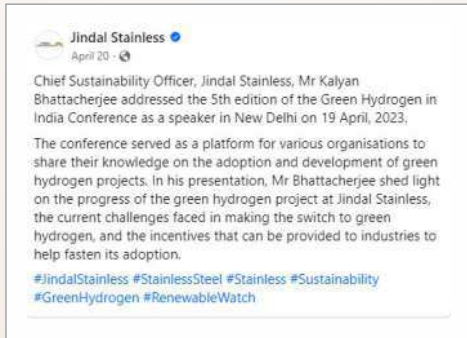 Jindal Stainless
April 20 ·
Chief Sustainability Officer, Jindal Stainless, Mr Kalyan
Bhattacherjee addressed the 5th edition of the Green Hydrogen in
India Conference as a speaker in New Delhi on 19 April, 2023.
The conference served as a platform for various organisations to
share their knowledge on the adoption and development of green
hydrogen projects. In his presentation, Mr Bhattacherjee shed light
on the progress of the green hydrogen project at Jindal Stainless,
the current challenges faced in making the switch to green
hydrogen, and the incentives that can be provided to industries to
help fasten its adoption.
#JindalStainless #StainlessSteel #Stainless #Sustainability
#GreenHydrogen #RenewableWatch